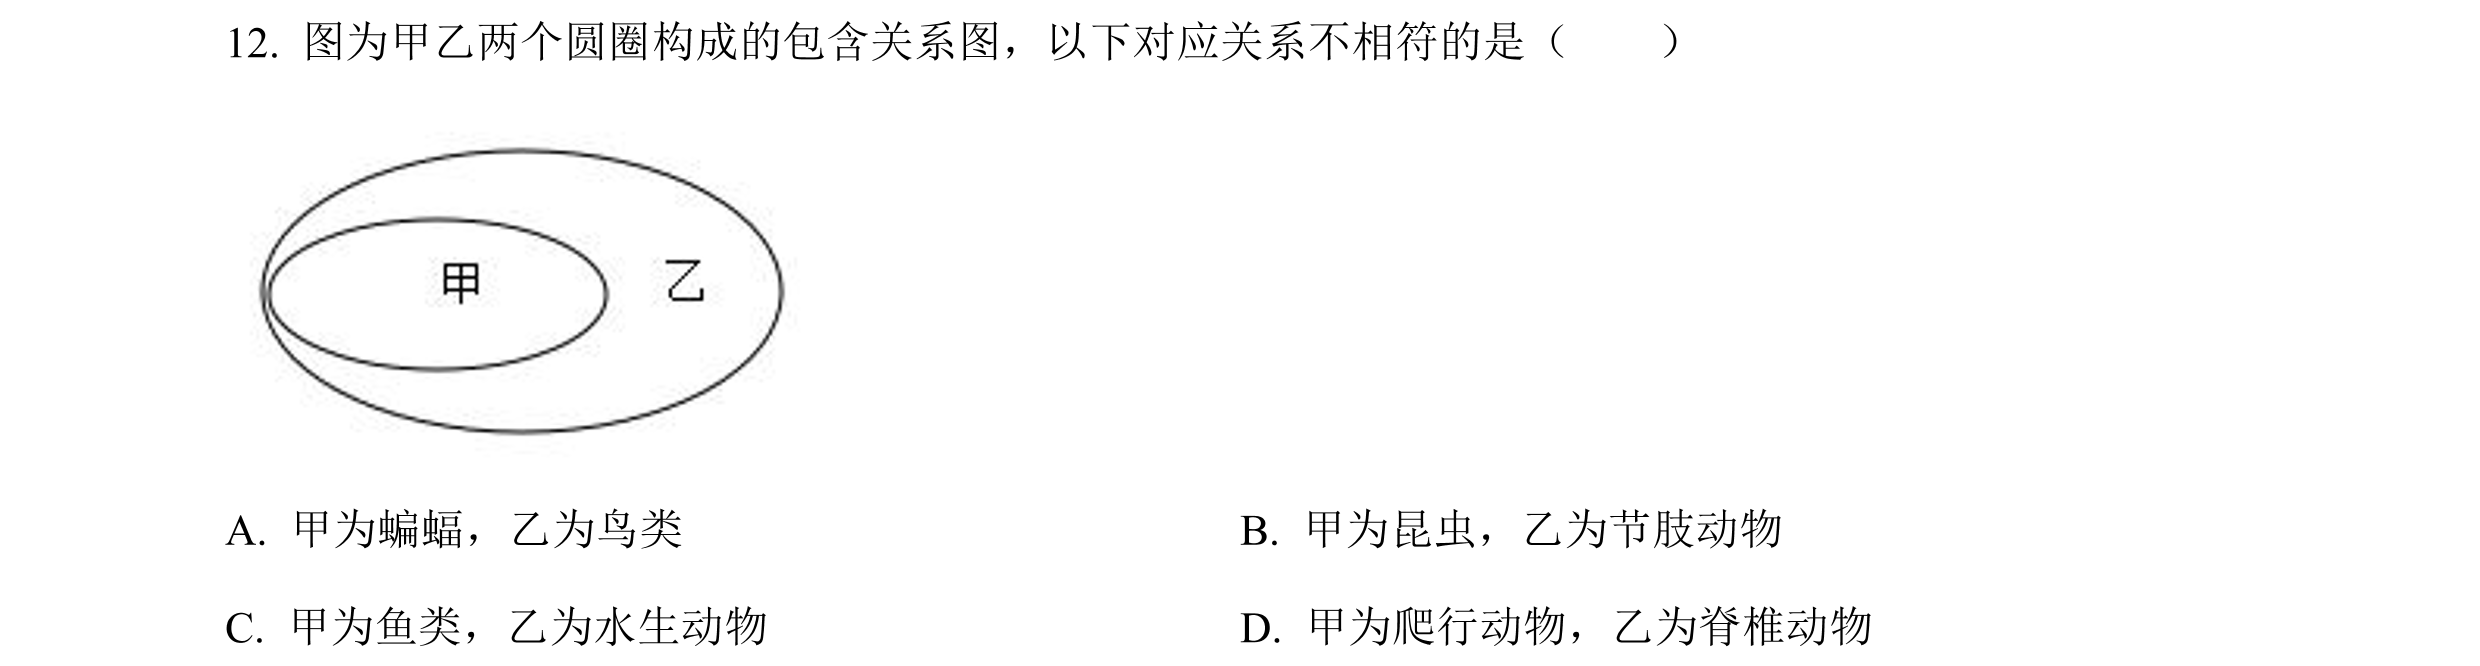 12. 图为甲乙两个圆圈构成的包含关系图，以下对应关系不相符的是（　　）
甲 乙
A. 甲为蝙蝠，乙为鸟类 B. 甲为昆虫，乙为节肢动物
C. 甲为鱼类，乙为水生动物 D. 甲为爬行动物，乙为脊椎动物